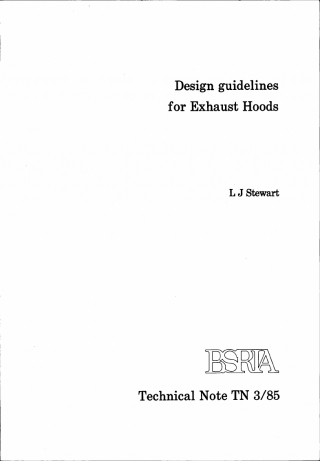 Design guidelines
for Exhaust Hoods
L J Stewart
BSRIA
Technical Note TN 3/85